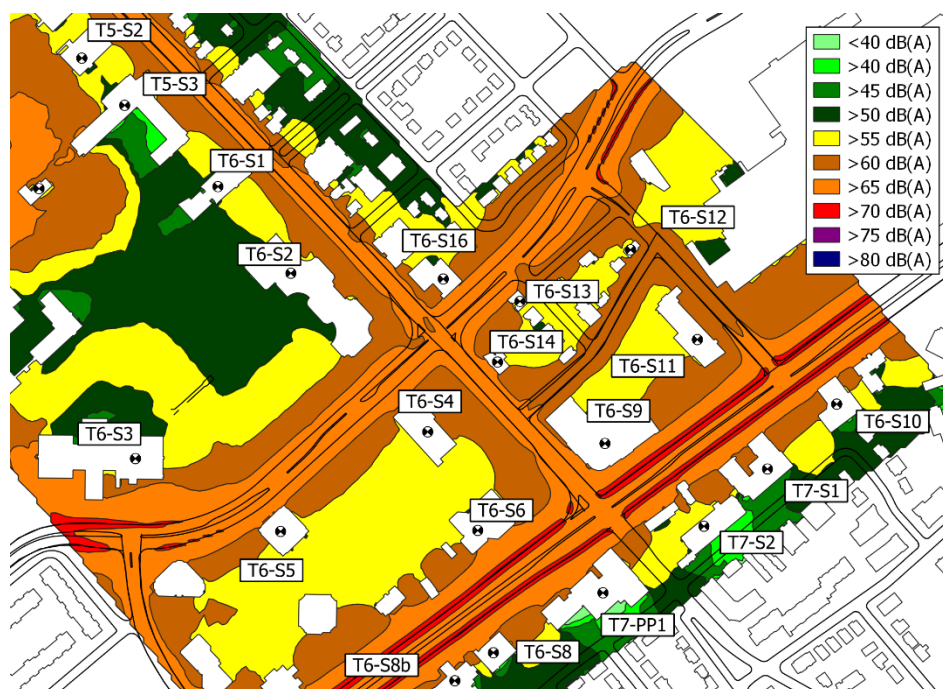 T5-S2
T5-S3
T6-S1
T6-S2
T6-S16
T6-S12
T6-S13
T6-S14
T6-S11
T6-S4
T6-S9
T6-S3
T6-S10
T6-S6
T7-S1
T6-S5
T7-S2
T7-PP1
T6-S8
T6-S8b
<40 dB(A)
>40 dB(A)
>45 dB(A)
>50 dB(A)
>55 dB(A)
>60 dB(A)
>65 dB(A)
>70 dB(A)
>75 dB(A)
>80 dB(A)